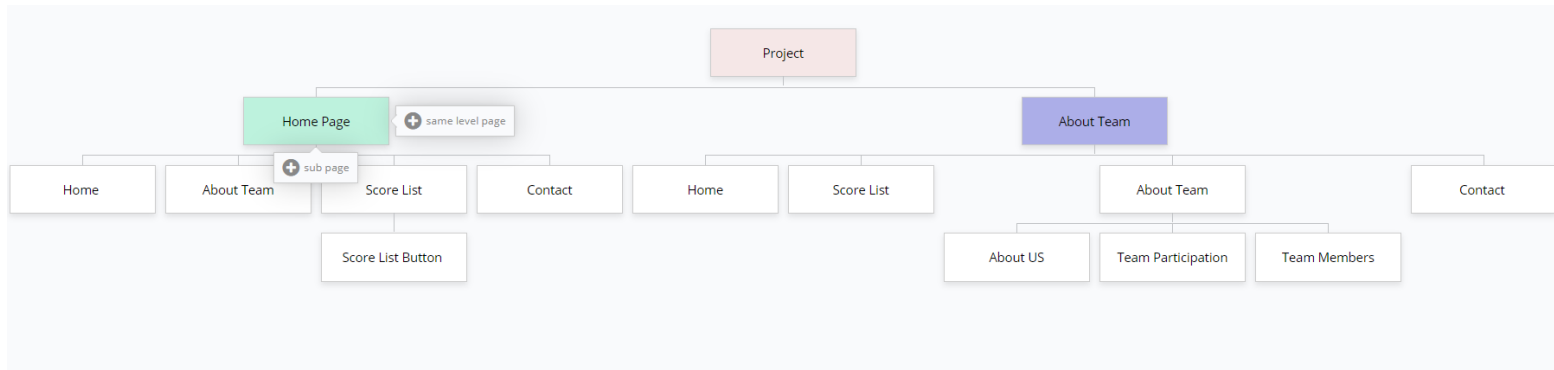 Project
Home Page
same level page
About Team
sub page
Home
About Team
Score List
Contact
Home
Score List
About Team
Contact
Score List Button
About US
Team Participation
Team Members